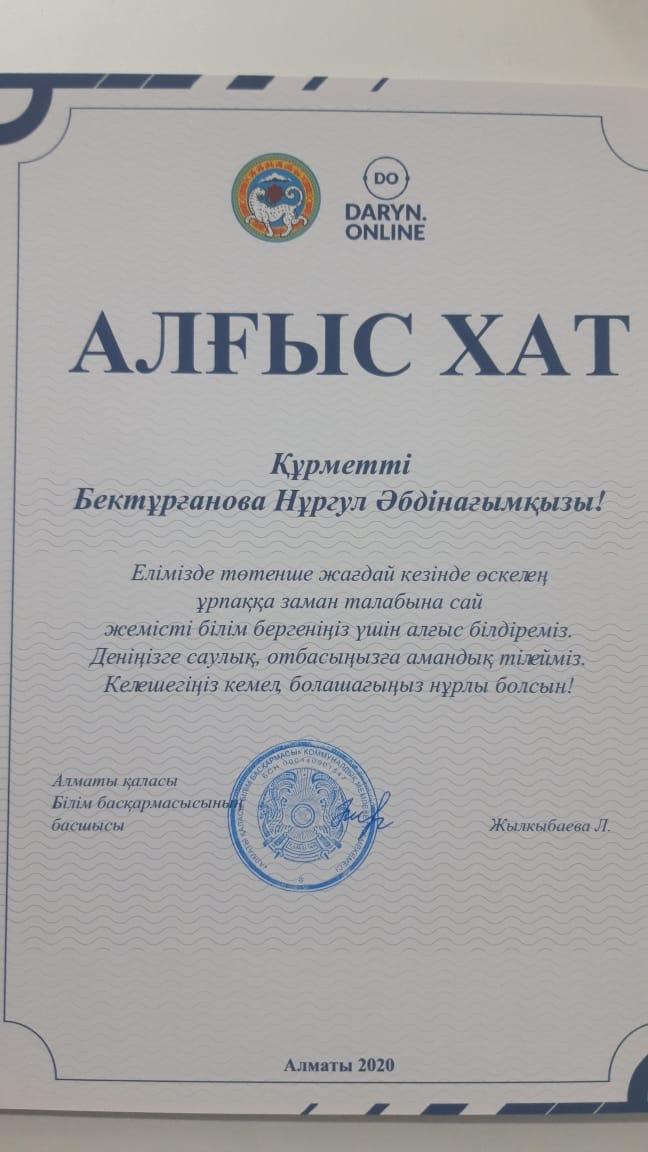 DO
DARYN.
ONLINE
АЛҒЫС ХАТ
Құрметті
Бектұрғанова Нұргул Әбдінағымқызы!
Елімізде төтенше жағдай кезінде өскелең
ұрпаққа заман талабына сай
жемісті білім бергеніңіз үшін алғыс білдіреміз.
Деніңізге саулық, отбасыңызға амандық тілейміз.
Келешегіңіз кемел, болашағыңыз нұрлы болсын!
Алматы қаласы
Білім басқармасысының
басшысы
Жылкыбаева Л.
Алматы 2020